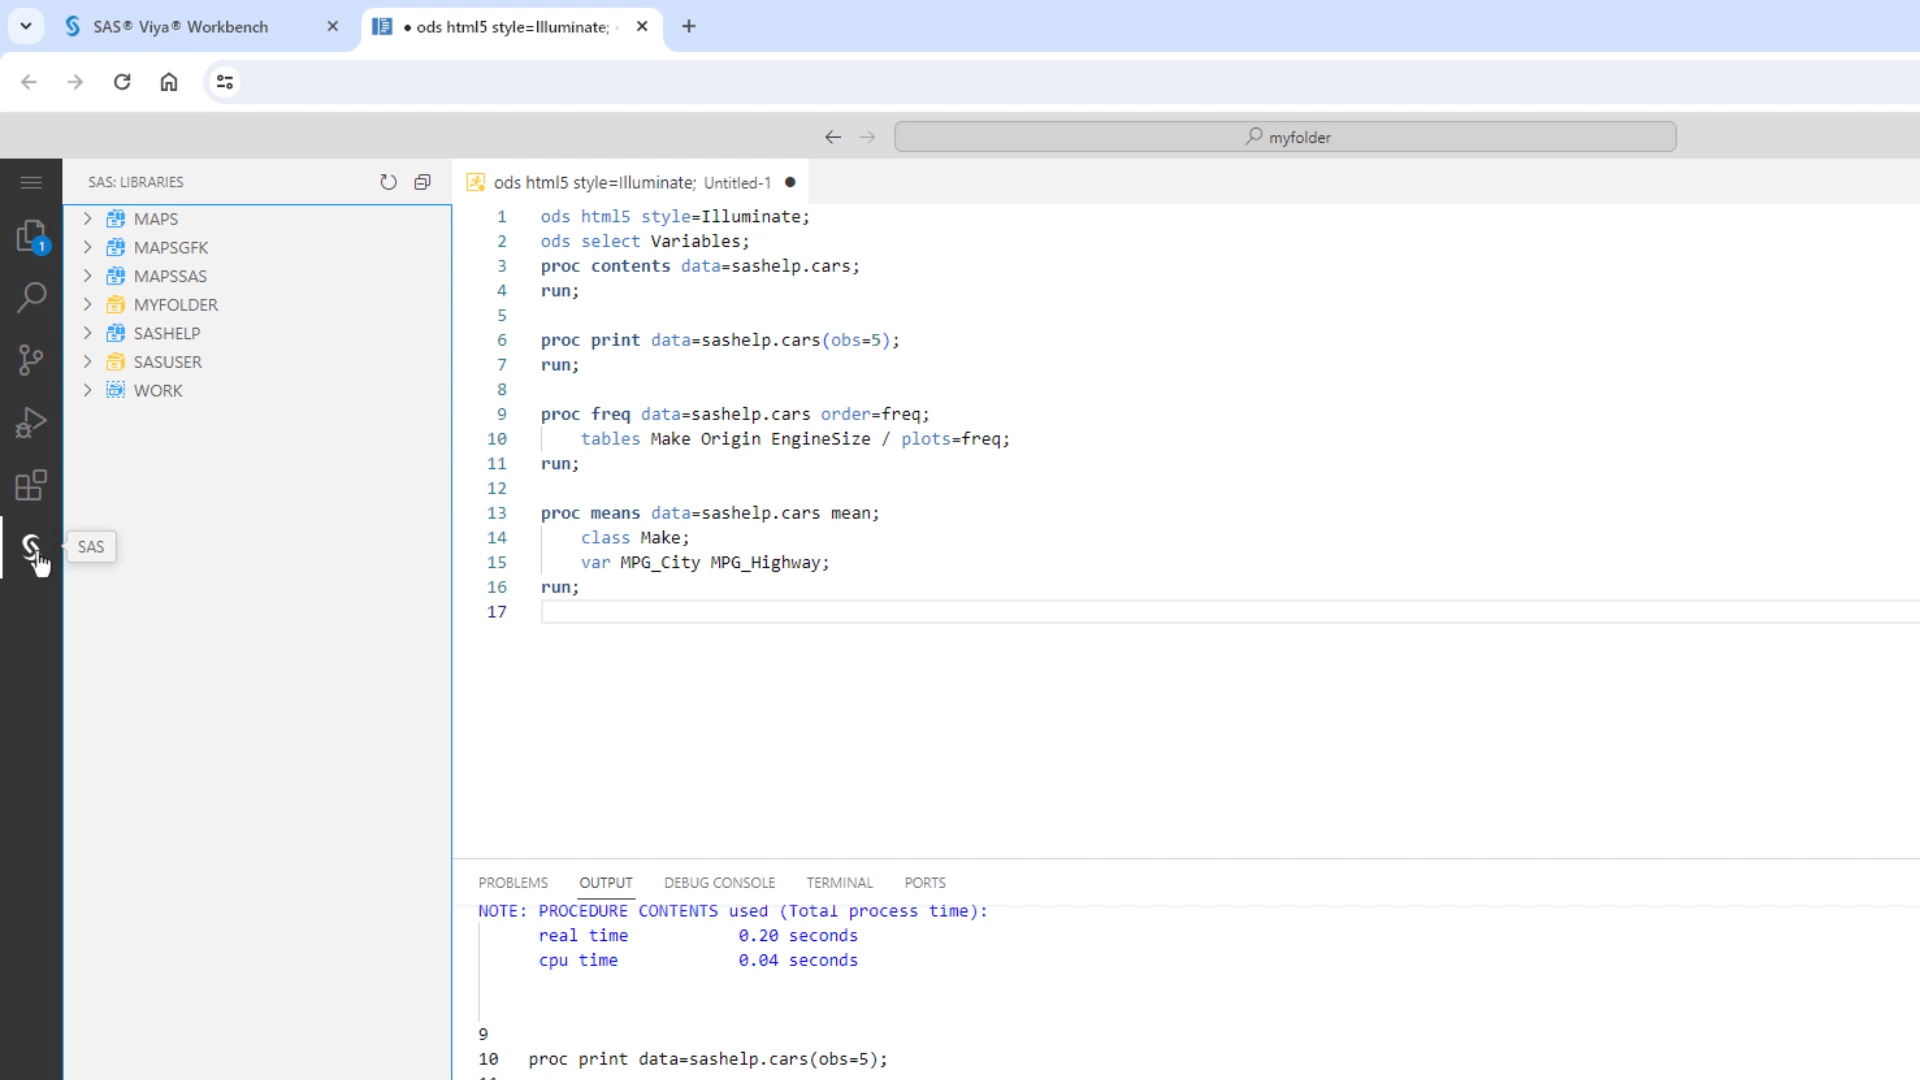 SAS® Viya® Workbench
• ods html5 style=Illuminate;
myfolder
SAS: LIBRARIES
MAPS
MAPSGFK
MAPSSAS
MYFOLDER
SASHELP
SASUSER
WORK
1
SAS
ods html5 style=Illuminate; Untitled-1 ●
1 ods html5 style=Illuminate;
2 ods select Variables;
3 proc contents data=sashelp.cars;
4 run;
5
6 proc print data=sashelp.cars(obs=5);
7 run;
8
9 proc freq data=sashelp.cars order=freq;
10 tables Make Origin EngineSize / plots=freq;
11 run;
12
13 proc means data=sashelp.cars mean;
14 class Make;
15 var MPG_City MPG_Highway;
16 run;
17
PROBLEMS OUTPUT DEBUG CONSOLE TERMINAL PORTS
NOTE: PROCEDURE CONTENTS used (Total process time):
real time 0.20 seconds
cpu time 0.04 seconds
9
10 proc print data=sashelp.cars(obs=5);